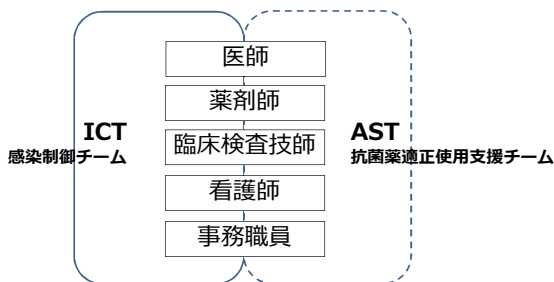 医師
薬剤師
臨床検査技師
看護師
事務職員
ICT
感染制御チーム
AST
抗菌薬適正使用支援チーム